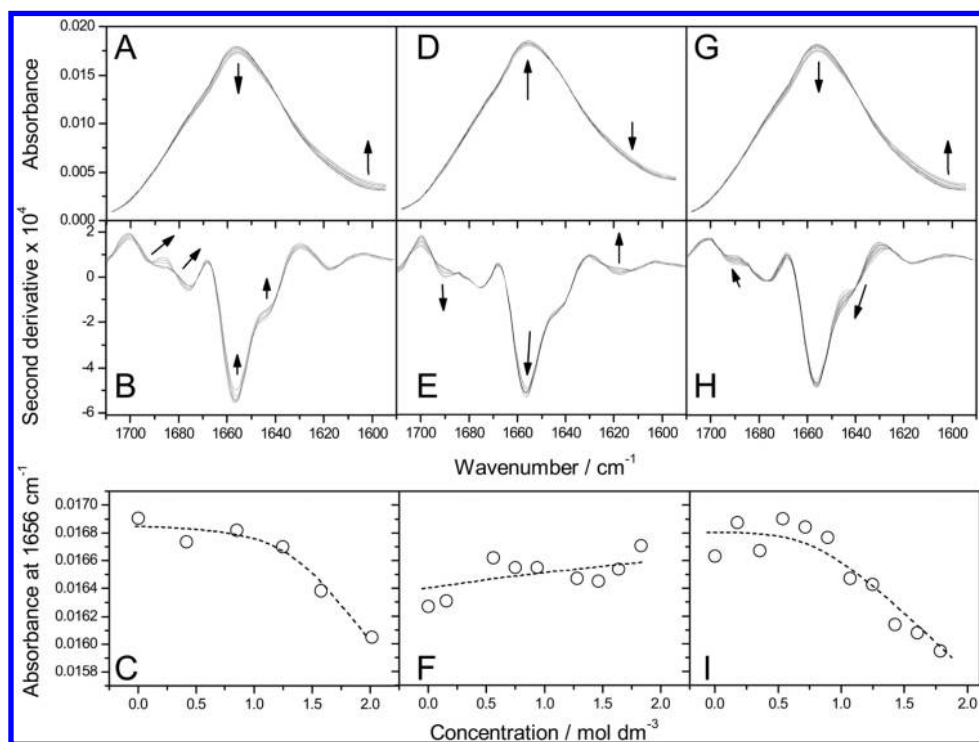 A D G
Absorbance
0.020
0.015
0.010
0.005
0.000
B E H
Second derivative x 10⁴
2
0
-2
-4
-6
1700 1680 1660 1640 1620 1600 1700 1680 1660 1640 1620 1600 1700 1680 1660 1640 1620 1600
Wavenumber / cm⁻¹
Absorbance at 1656 cm⁻¹
0.0170
0.0168
0.0166
0.0164
0.0162
0.0160
0.0158
C F I
0.0 0.5 1.0 1.5 2.0 0.0 0.5 1.0 1.5 0.0 0.5 1.0 1.5 2.0
Concentration / mol dm⁻³